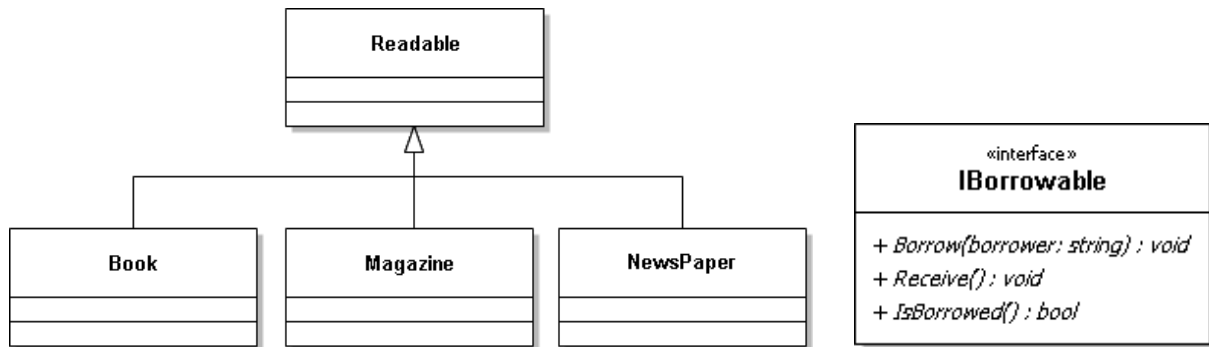 Readable
Book
Magazine
NewsPaper
«interface»
IBorrowable
+ Borrow(borrower: string) : void
+ Receive() : void
+ IsBorrowed() : bool